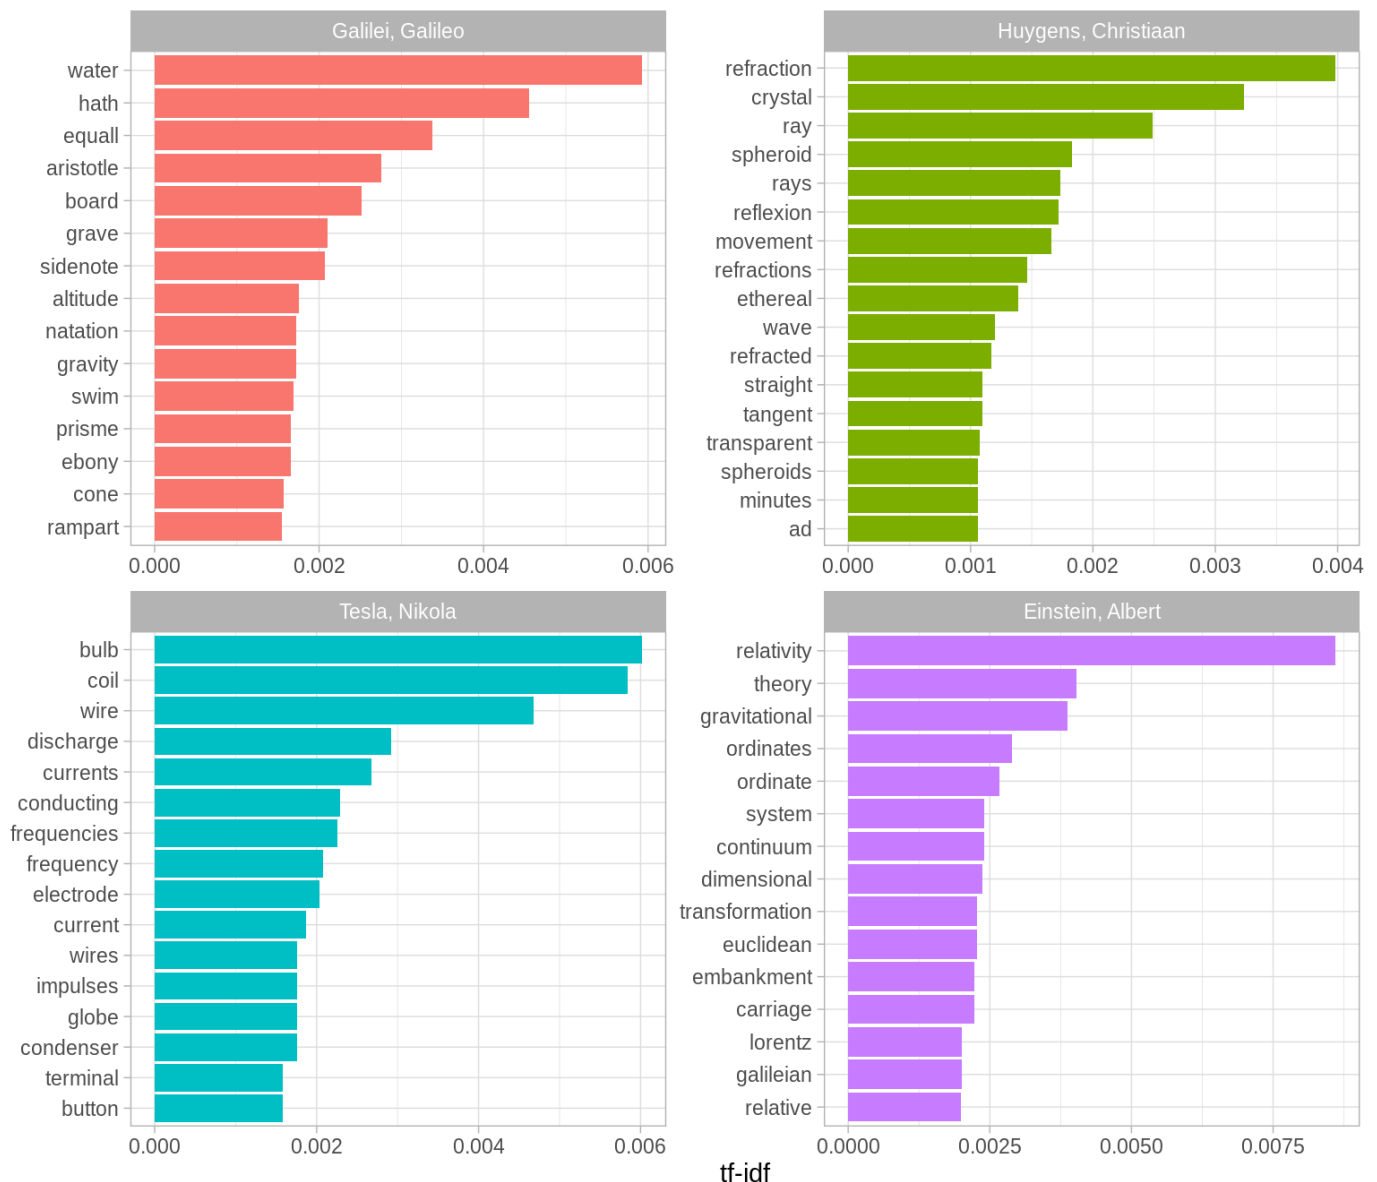 Galilei, Galileo
water
hath
equall
aristotle
board
grave
sidenote
altitude
natation
gravity
swim
prisme
ebony
cone
rampart
0.000 0.002 0.004 0.006
Huygens, Christiaan
refraction
crystal
ray
spheroid
rays
reflexion
movement
refractions
ethereal
wave
refracted
straight
tangent
transparent
spheroids
minutes
ad
0.000 0.001 0.002 0.003 0.004
Tesla, Nikola
bulb
coil
wire
discharge
currents
conducting
frequencies
frequency
electrode
current
wires
impulses
globe
condenser
terminal
button
0.000 0.002 0.004 0.006
Einstein, Albert
relativity
theory
gravitational
ordinates
ordinate
system
continuum
dimensional
transformation
euclidean
embankment
carriage
lorentz
galileian
relative
0.0000 0.0025 0.0050 0.0075
tf-idf